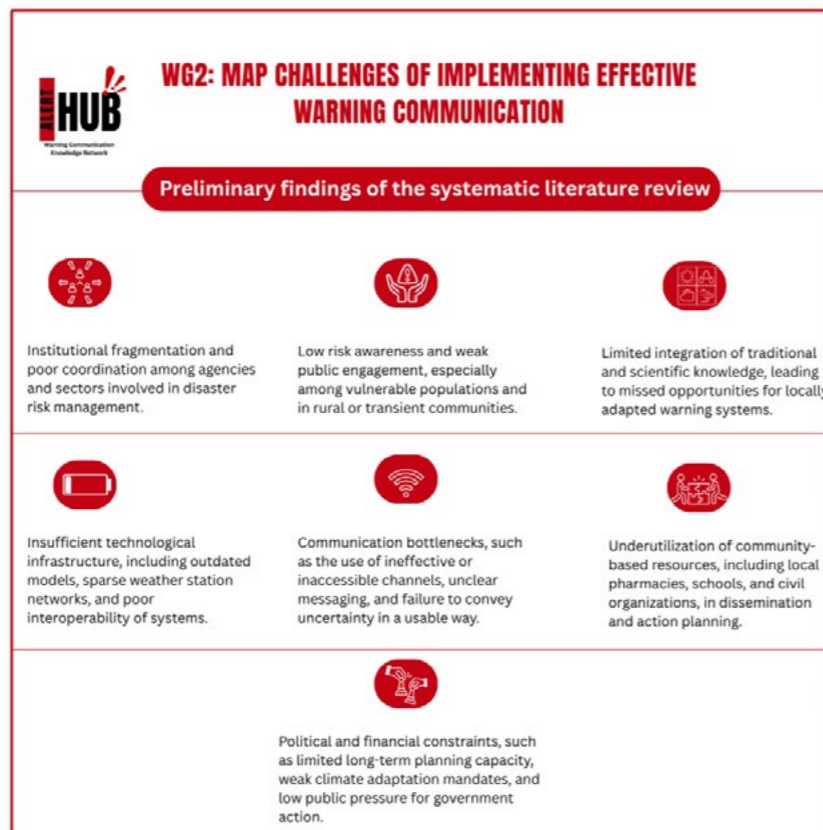 WG2: MAP CHALLENGES OF IMPLEMENTING EFFECTIVE
WARNING COMMUNICATION
ALERT
HUB
Warning Communication
Knowledge Network
Preliminary findings of the systematic literature review
Institutional fragmentation and
poor coordination among agencies
and sectors involved in disaster
risk management.
Low risk awareness and weak
public engagement, especially
among vulnerable populations and
in rural or transient communities.
Limited integration of traditional
and scientific knowledge, leading
to missed opportunities for locally
adapted warning systems.
Insufficient technological
infrastructure, including outdated
models, sparse weather station
networks, and poor
interoperability of systems.
Communication bottlenecks, such
as the use of ineffective or
inaccessible channels, unclear
messaging, and failure to convey
uncertainty in a usable way.
Underutilization of community-
based resources, including local
pharmacies, schools, and civil
organizations, in dissemination
and action planning.
Political and financial constraints, such
as limited long-term planning capacity,
weak climate adaptation mandates, and
low public pressure for government
action.